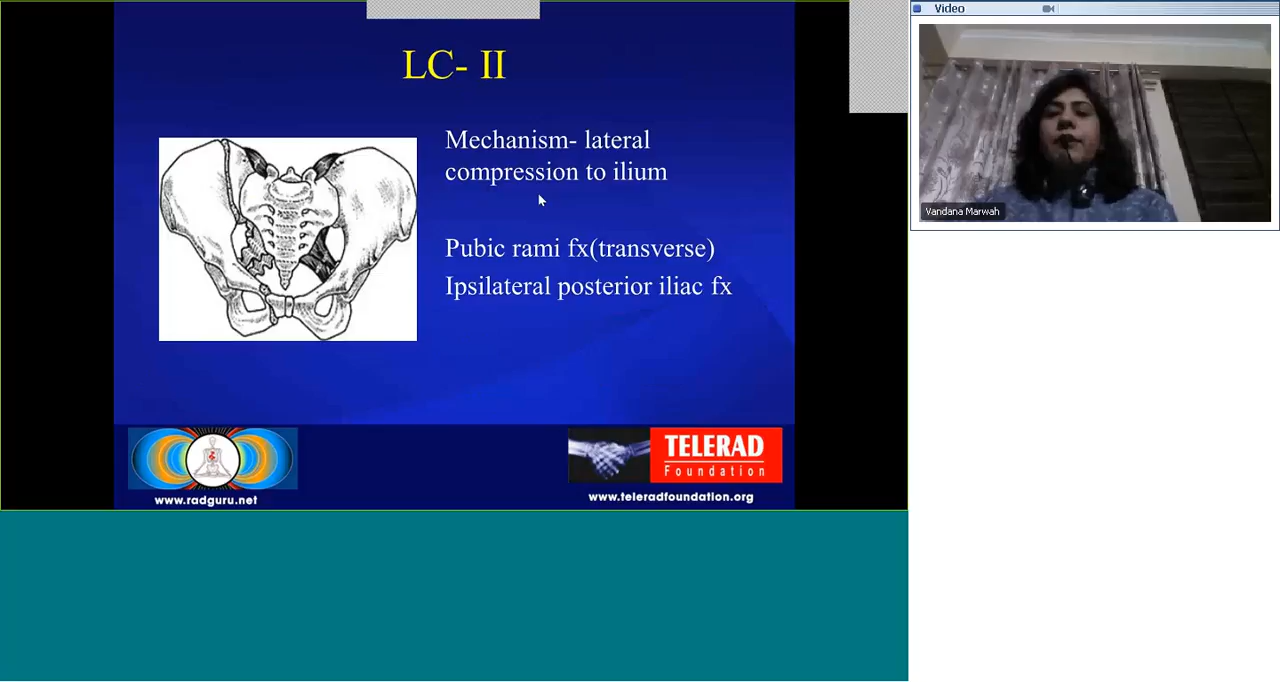 LC- II
Mechanism- lateral
compression to ilium
Pubic rami fx(transverse)
Ipsilateral posterior iliac fx
www.radguru.net
TELERAD
Foundation
www.teleradfoundation.org
Video
Vandana Marwah